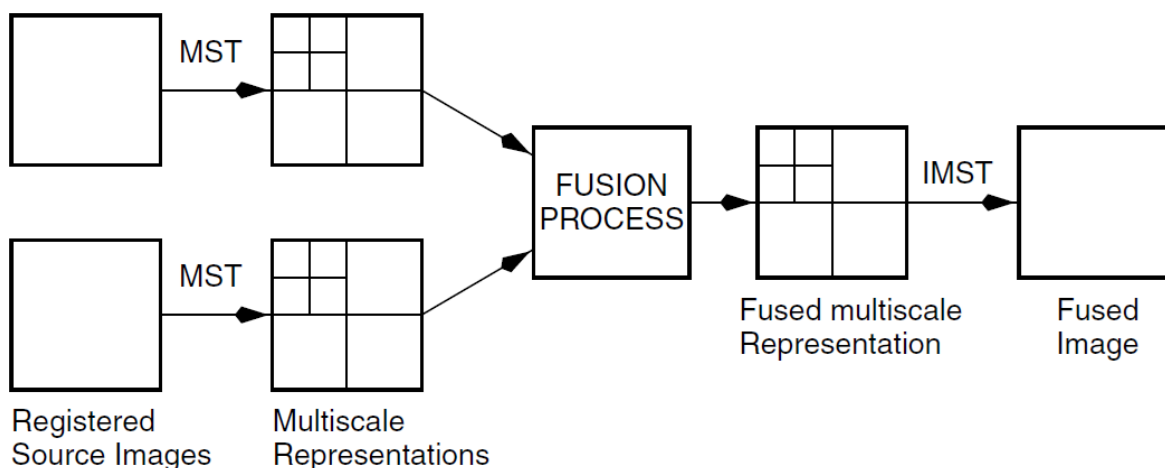 MST
FUSION
PROCESS
IMST
MST
Fused multiscale
Representation
Fused
Image
Registered
Source Images
Multiscale
Representations